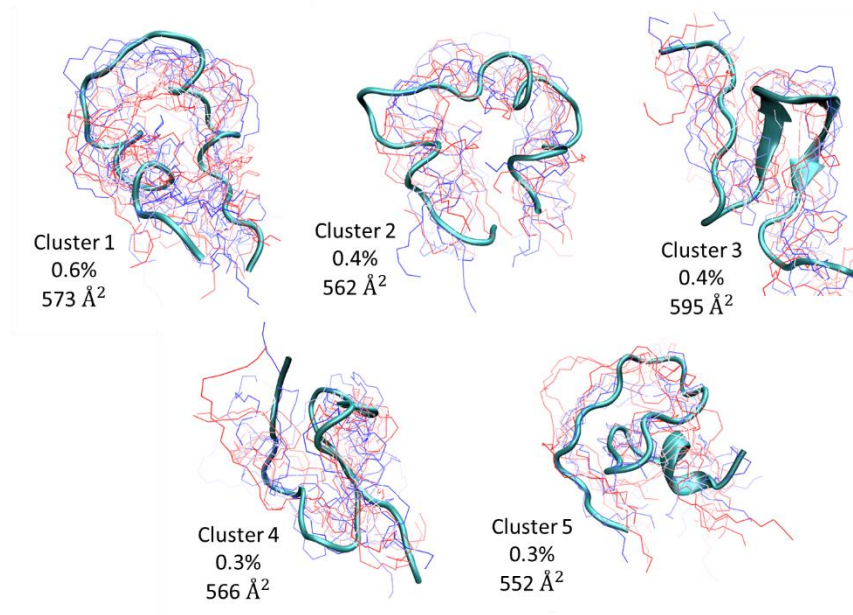 Cluster 1
0.6%
573 Å²
Cluster 2
0.4%
562 Å²
Cluster 3
0.4%
595 Å²
Cluster 4
0.3%
566 Å²
Cluster 5
0.3%
552 Å²